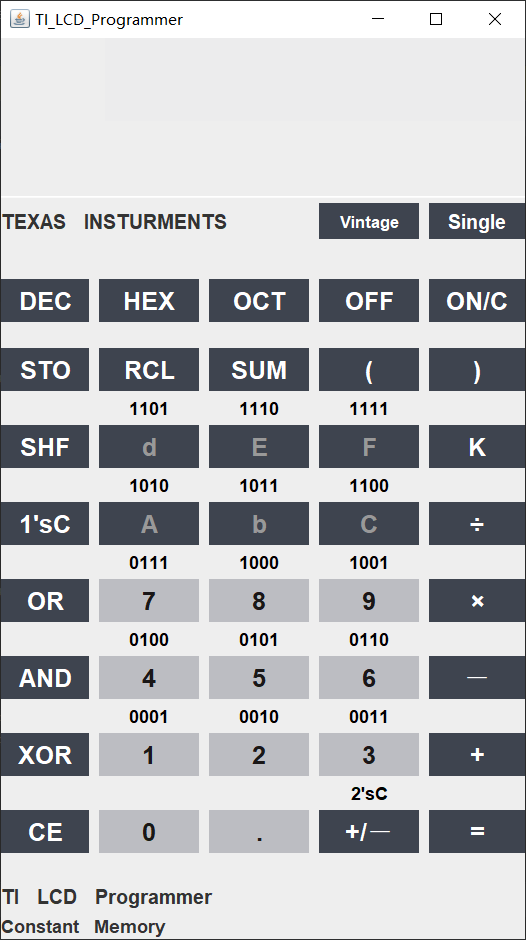 TI_LCD_Programmer
TEXAS INSTURMENTS Vintage Single
DEC HEX OCT OFF ON/C
STO RCL SUM ( )
1101 1110 1111
SHF d E F K
1010 1011 1100
1'sC A b C ÷
0111 1000 1001
OR 7 8 9 ×
0100 0101 0110
AND 4 5 6 —
0001 0010 0011
XOR 1 2 3 +
2'sC
CE 0 . +/— =
TI LCD Programmer
Constant Memory